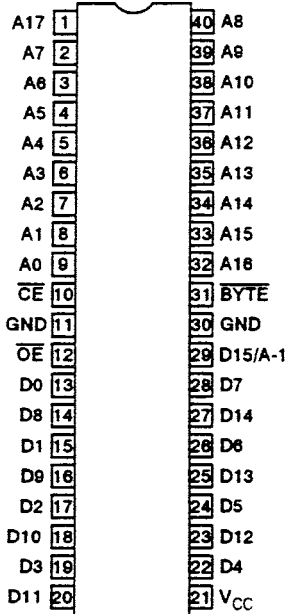 A17 1 40 A8
A7 2 39 A9
A6 3 38 A10
A5 4 37 A11
A4 5 36 A12
A3 6 35 A13
A2 7 34 A14
A1 8 33 A15
A0 9 32 A16
C̅E̅ 10 31 B̅Y̅T̅E̅
GND 11 30 GND
O̅E̅ 12 29 D15/A-1
D0 13 28 D7
D8 14 27 D14
D1 15 26 D6
D9 16 25 D13
D2 17 24 D5
D10 18 23 D12
D3 19 22 D4
D11 20 21 VCC